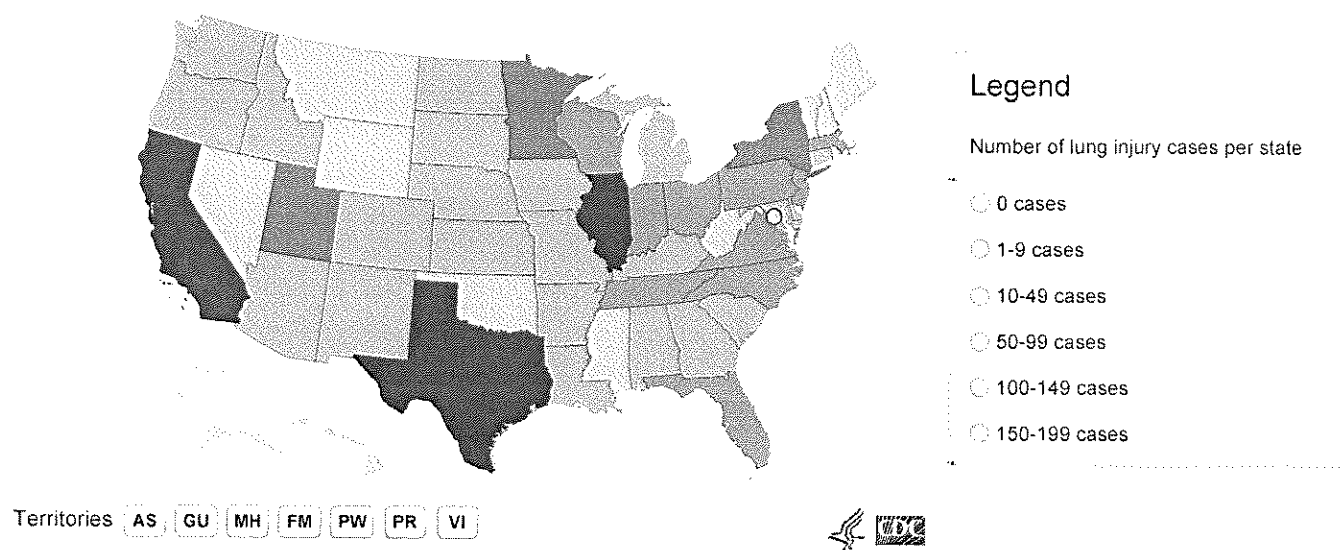 Legend
Number of lung injury cases per state
0 cases
1-9 cases
10-49 cases
50-99 cases
100-149 cases
150-199 cases
Territories AS GU MH FM PW PR VI
CDC